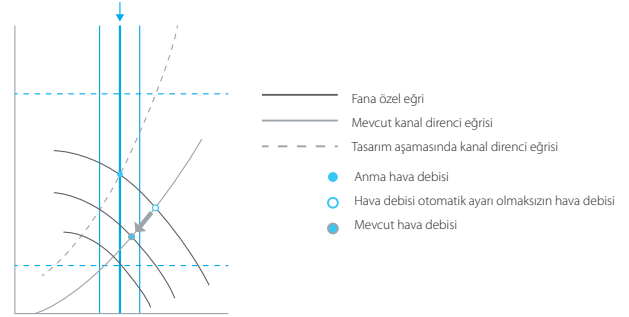 Fana özel eğri
Mevcut kanal direnci eğrisi
Tasarım aşamasında kanal direnci eğrisi
Anma hava debisi
Hava debisi otomatik ayarı olmaksızın hava debisi
Mevcut hava debisi